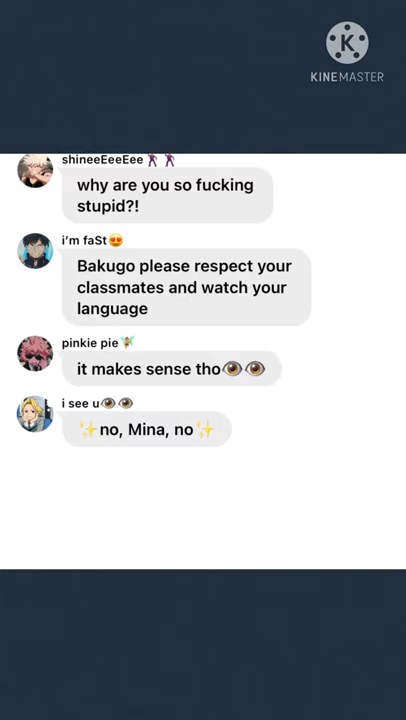 KINEMASTER
shineeEeeEee🕺🕺
why are you so fucking
stupid?!
i'm faSt😍
Bakugo please respect your
classmates and watch your
language
pinkie pie🧚
it makes sense tho👁️👁️
i see u👁️👁️
✨no, Mina, no✨